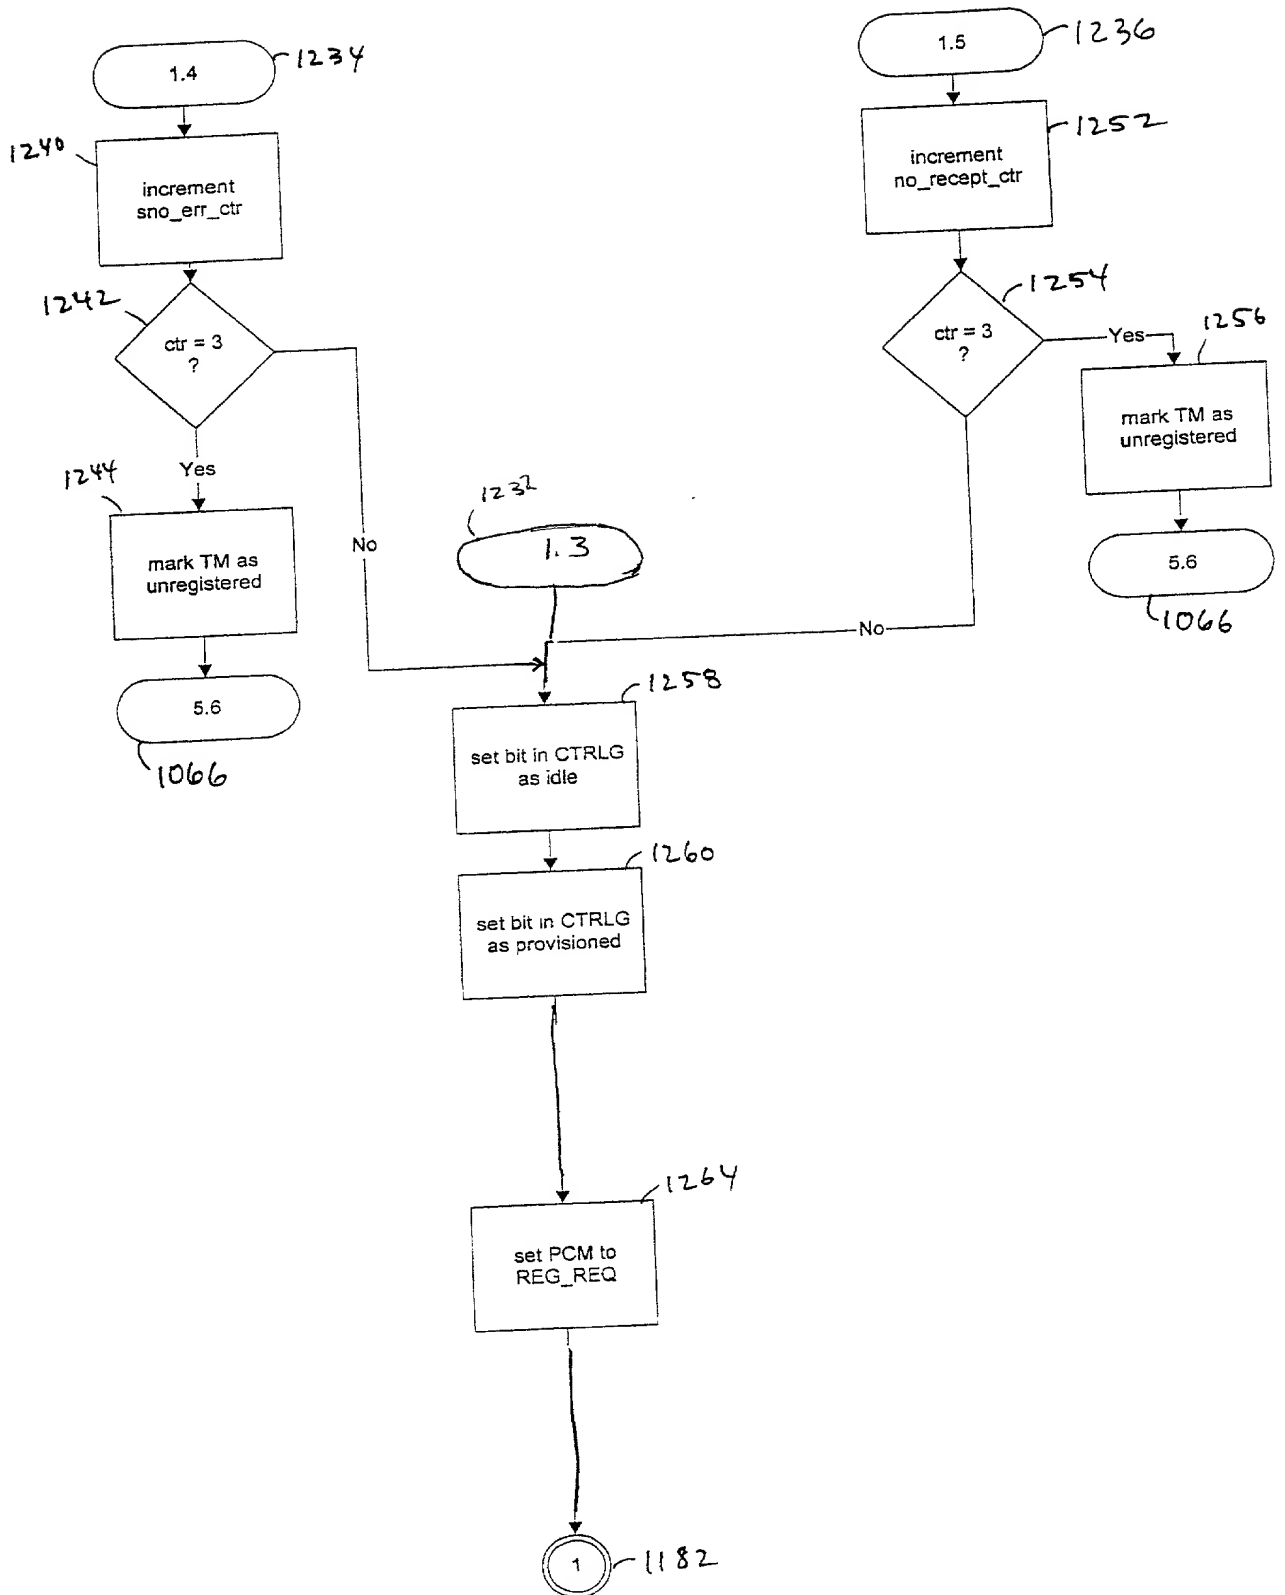 1.4
1234
1240
increment
sno_err_ctr
1242
ctr = 3
?
Yes
No
1244
mark TM as
unregistered
5.6
1066
1.5
1236
1252
increment
no_recept_ctr
1254
ctr = 3
?
Yes
1256
mark TM as
unregistered
5.6
1066
No
1232
1.3
1258
set bit in CTRLG
as idle
1260
set bit in CTRLG
as provisioned
1264
set PCM to
REG_REQ
1
1182